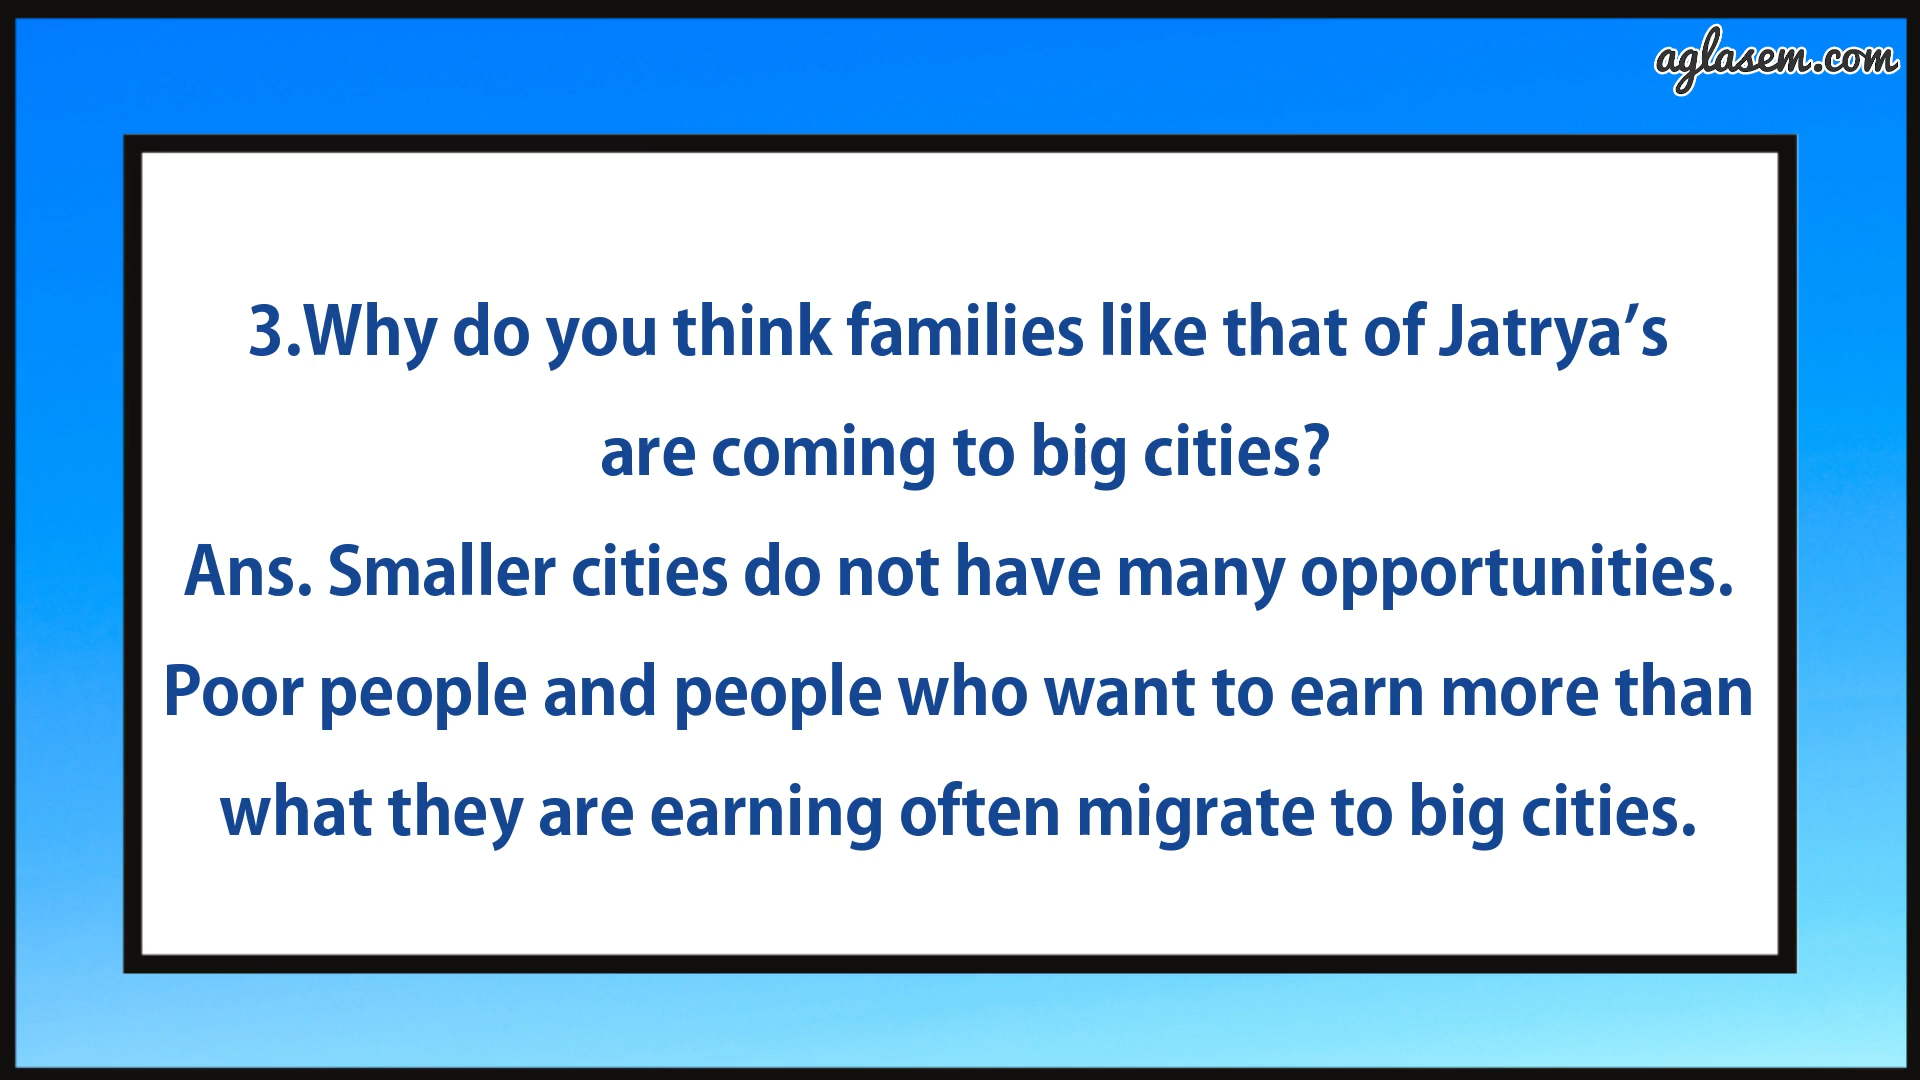 aglasem.com
3.Why do you think families like that of Jatrya’s
are coming to big cities?
Ans. Smaller cities do not have many opportunities.
Poor people and people who want to earn more than
what they are earning often migrate to big cities.